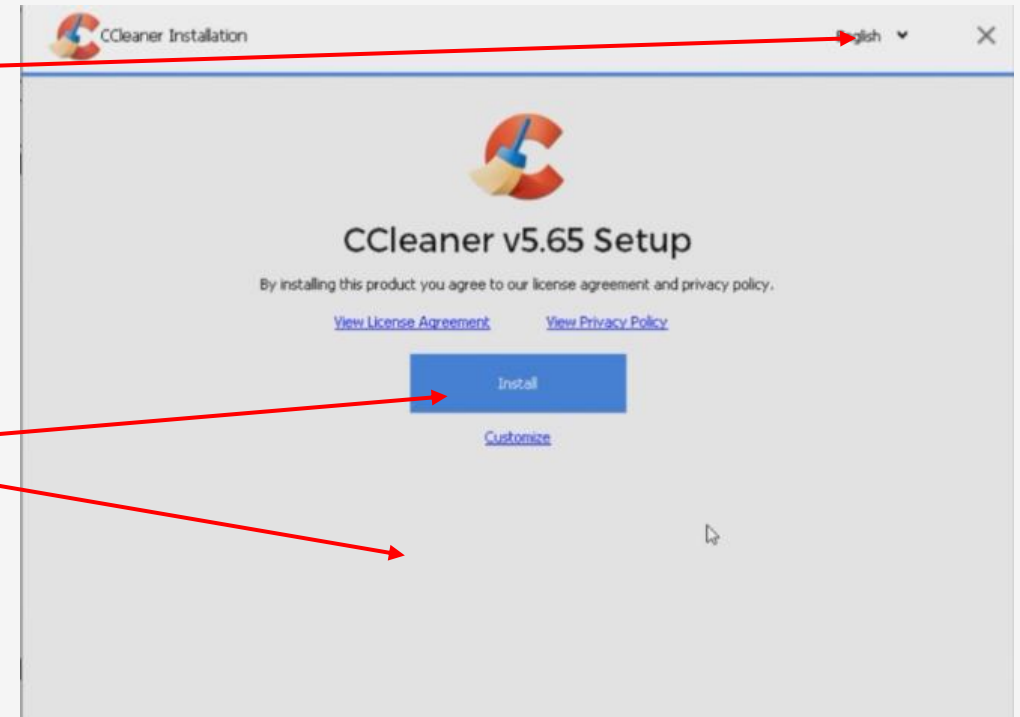 CCleaner Installation
English
CCleaner v5.65 Setup
By installing this product you agree to our license agreement and privacy policy.
View License Agreement View Privacy Policy
Install
Customize